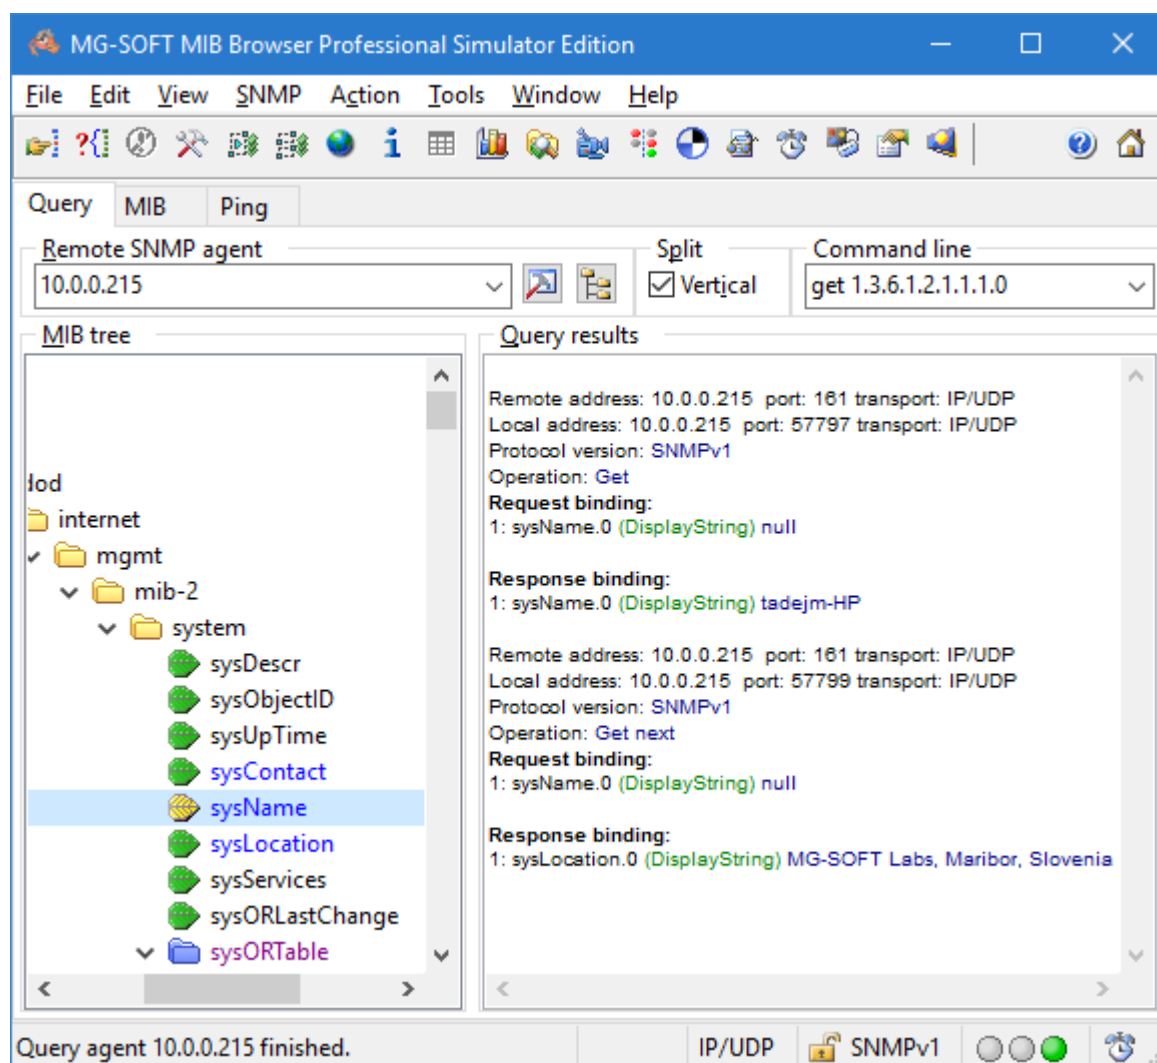 MG-SOFT MIB Browser Professional Simulator Edition
File Edit View SNMP Action Tools Window Help
Query MIB Ping
Remote SNMP agent Split Command line
10.0.0.215 Vertical get 1.3.6.1.2.1.1.1.0
MIB tree
dod
internet
mgmt
mib-2
system
sysDescr
sysObjectID
sysUpTime
sysContact
sysName
sysLocation
sysServices
sysORLastChange
sysORTable
Query results
Remote address: 10.0.0.215 port: 161 transport: IP/UDP
Local address: 10.0.0.215 port: 57797 transport: IP/UDP
Protocol version: SNMPv1
Operation: Get
Request binding:
1: sysName.0 (DisplayString) null
Response binding:
1: sysName.0 (DisplayString) tadejm-HP
Remote address: 10.0.0.215 port: 161 transport: IP/UDP
Local address: 10.0.0.215 port: 57799 transport: IP/UDP
Protocol version: SNMPv1
Operation: Get next
Request binding:
1: sysName.0 (DisplayString) null
Response binding:
1: sysLocation.0 (DisplayString) MG-SOFT Labs, Maribor, Slovenia
Query agent 10.0.0.215 finished. IP/UDP SNMPv1